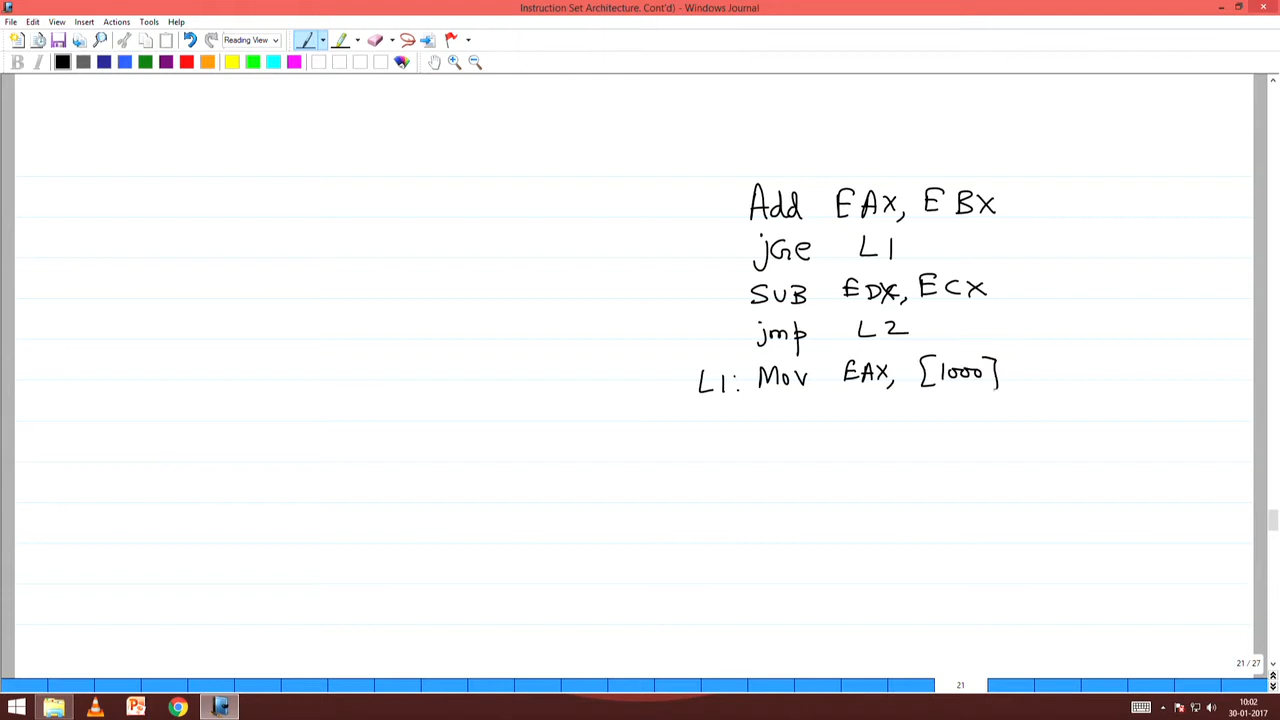 Instruction Set Architecture. Cont'd) - Windows Journal
File Edit View Insert Actions Tools Help
Reading View
B I
Add EAX, EBX
jGe L1
SUB EDX, ECX
jmp L2
L1: Mov EAX, [1000]
21 / 27
21
10:02
30-01-2017